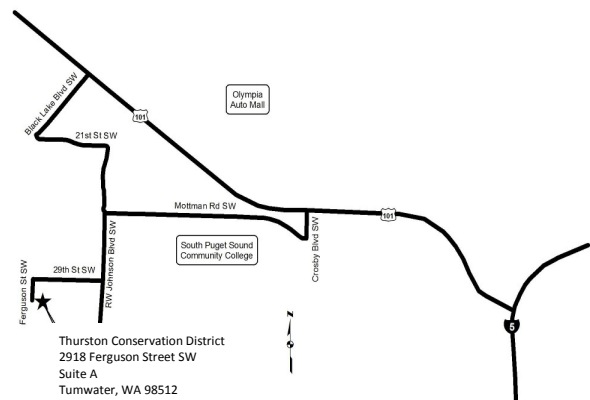 Black Lake Blvd SW
Olympia
Auto Mall
101
21st St SW
Mottman Rd SW
101
South Puget Sound
Community College
Crosby Blvd SW
RW Johnson Blvd SW
29th St SW
Ferguson St SW
N
5
Thurston Conservation District
2918 Ferguson Street SW
Suite A
Tumwater, WA 98512